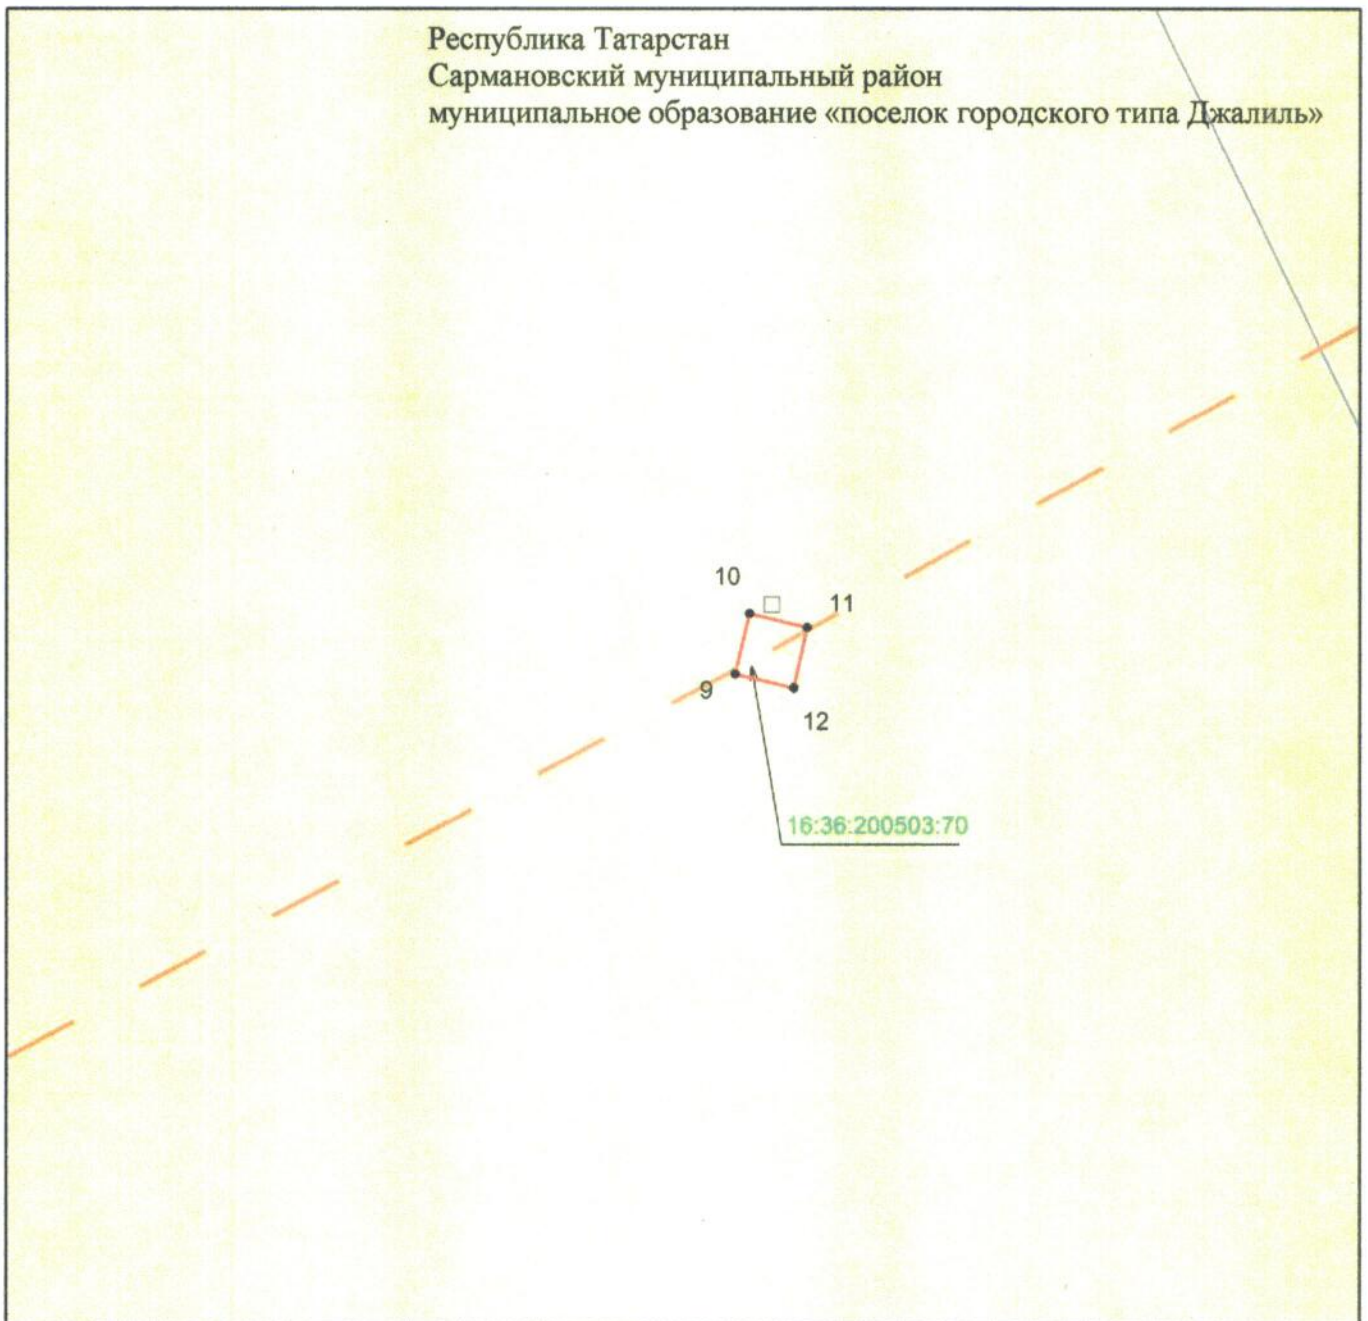 Республика Татарстан
Сармановский муниципальный район
муниципальное образование «поселок городского типа Джалиль»
10
11
9
12
16:36:200503:70